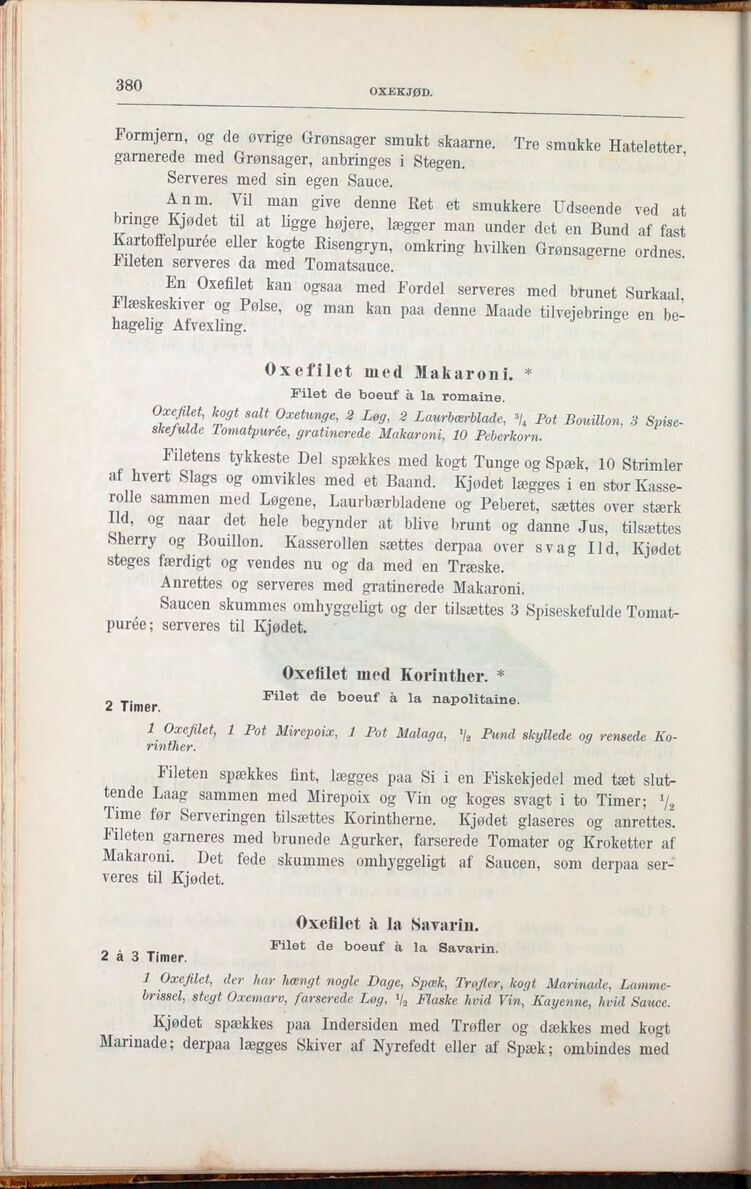 380
OXEKJØD.
Formjern, og de øvrige Grønsager smukt skaarne. Tre smukke Hateletter,
garnerede med Grønsager, anbringes i Stegen.
Serveres med sin egen Sauce.
Anm. Vil man give denne Ret et smukkere Udseende ved at
bringe Kjødet til at ligge højere, lægger man under det en Bund af fast
Kartoffelpurée eller kogte Risengryn, omkring hvilken Grønsagerne ordnes.
Fileten serveres da med Tomatsauce.
En Oxefilet kan ogsaa med Fordel serveres med brunet Surkaal,
Flæskeskiver og Pølse, og man kan paa denne Maade tilvejebringe en be-
hagelig Afvexling.
Oxefilet med Makaroni. *
Filet de boeuf à la romaine.
Oxefilet, kogt salt Oxetunge, 2 Løg, 2 Laurbærblade, 3/4 Pot Bouillon, 3 Spise-
skefulde Tomatpurée, gratinerede Makaroni, 10 Peberkorn.
Filetens tykkeste Del spækkes med kogt Tunge og Spæk, 10 Strimler
af hvert Slags og omvikles med et Baand. Kjødet lægges i en stor Kasse-
rolle sammen med Løgene, Laurbærbladene og Peberet, sættes over stærk
Ild, og naar det hele begynder at blive brunt og danne Jus, tilsættes
Sherry og Bouillon. Kasserollen sættes derpaa over svag Ild, Kjødet
steges færdigt og vendes nu og da med en Træske.
Anrettes og serveres med gratinerede Makaroni.
Saucen skummes omhyggeligt og der tilsættes 3 Spiseskefulde Tomat-
purée; serveres til Kjødet.
Oxefilet med Korinther. *
Filet de boeuf à la napolitaine.
2 Timer.
1 Oxefilet, 1 Pot Mirepoix, 1 Pot Malaga, 1/2 Pund skyllede og rensede Ko-
rinther.
Fileten spækkes fint, lægges paa Si i en Fiskekjedel med tæt slut-
tende Laag sammen med Mirepoix og Vin og koges svagt i to Timer; 1/2
Time før Serveringen tilsættes Korintherne. Kjødet glaseres og anrettes.
Fileten garneres med brunede Agurker, farserede Tomater og Kroketter af
Makaroni. Det fede skummes omhyggeligt af Saucen, som derpaa ser-
veres til Kjødet.
Oxefilet à la Savarin.
Filet de boeuf à la Savarin.
2 à 3 Timer.
1 Oxefilet, der har hængt nogle Dage, Spæk, Trøfler, kogt Marinade, Lamme-
brissel, stegt Oxemarv, farserede Løg, 1/2 Flaske hvid Vin, Kayenne, hvid Sauce.
Kjødet spækkes paa Indersiden med Trøfler og dækkes med kogt
Marinade; derpaa lægges Skiver af Nyrefedt eller af Spæk; ombindes med